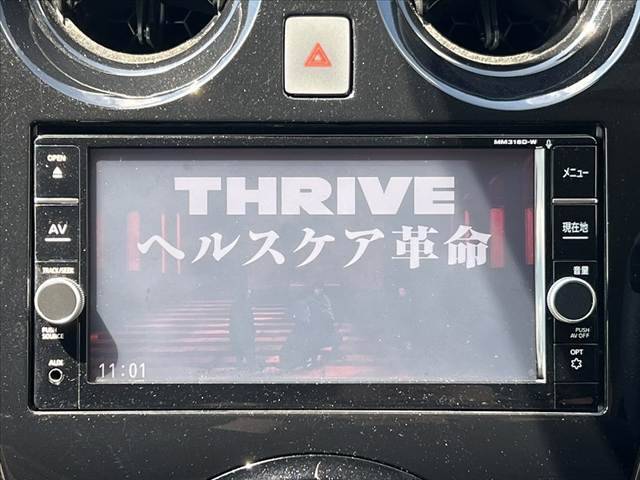 MM316D-W
OPEN
メニュー
AV
現在地
THRIVE
ヘルスケア革命
TRACK/SEEK
音量
PUSH
SOURCE
PUSH
AV OFF
AUX
OPT
11:01